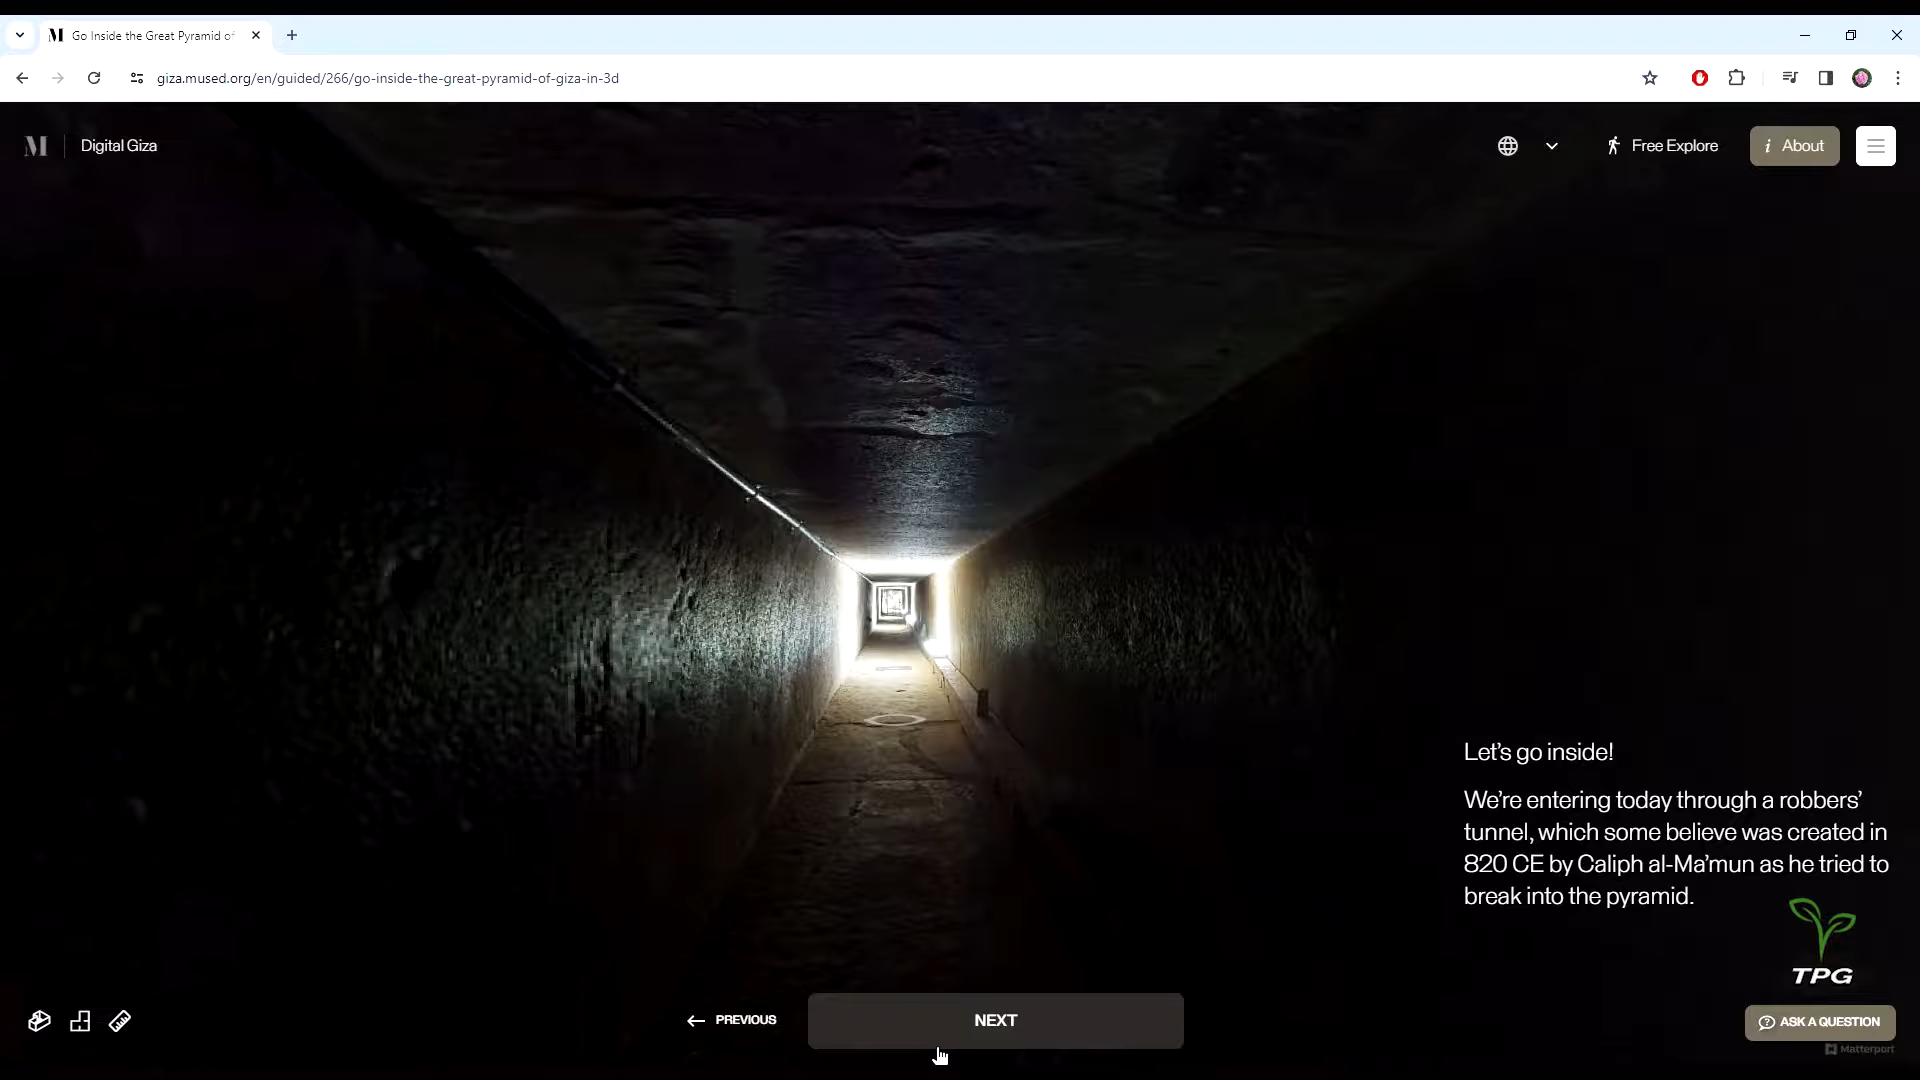 Go Inside the Great Pyramid of
giza.mused.org/en/guided/266/go-inside-the-great-pyramid-of-giza-in-3d
M
Digital Giza
Free Explore
i About
Let's go inside!
We're entering today through a robbers'
tunnel, which some believe was created in
820 CE by Caliph al-Ma'mun as he tried to
break into the pyramid.
TPG
PREVIOUS
NEXT
ASK A QUESTION
Matterport